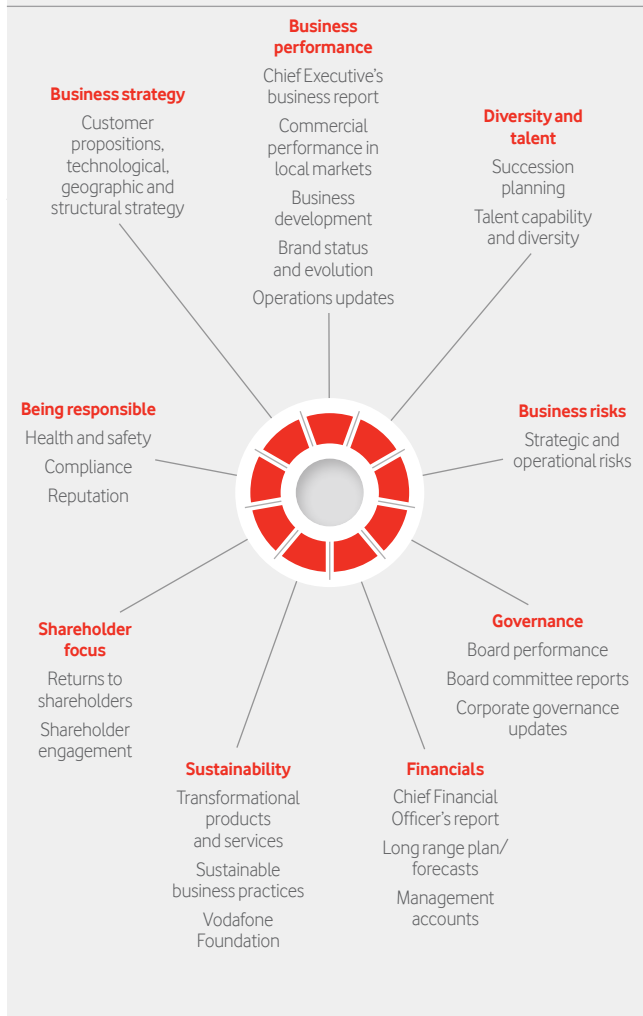 Business
performance
Chief Executive's
business report
Commercial
performance in
local markets
Business
development
Brand status
and evolution
Operations updates
Diversity and
talent
Succession
planning
Talent capability
and diversity
Business risks
Strategic and
operational risks
Governance
Board performance
Board committee reports
Corporate governance
updates
Financials
Chief Financial
Officer's report
Long range plan/
forecasts
Management
accounts
Sustainability
Transformational
products
and services
Sustainable
business practices
Vodafone
Foundation
Shareholder
focus
Returns to
shareholders
Shareholder
engagement
Being responsible
Health and safety
Compliance
Reputation
Business strategy
Customer
propositions,
technological,
geographic and
structural strategy